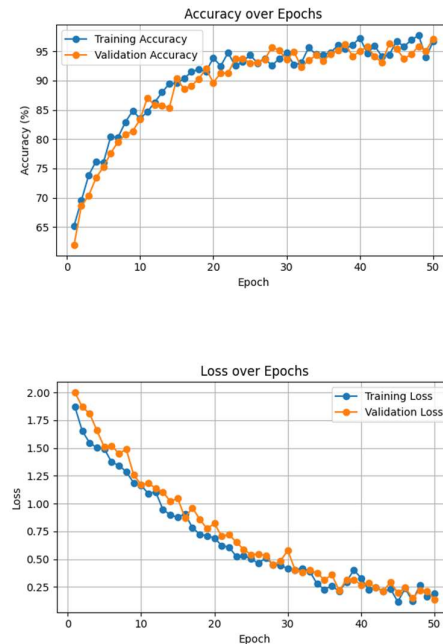 Accuracy over Epochs
Training Accuracy
Validation Accuracy
Accuracy (%)
95
90
85
80
75
70
65
0 10 20 30 40 50
Epoch
Loss over Epochs
Training Loss
Validation Loss
Loss
2.00
1.75
1.50
1.25
1.00
0.75
0.50
0.25
0 10 20 30 40 50
Epoch